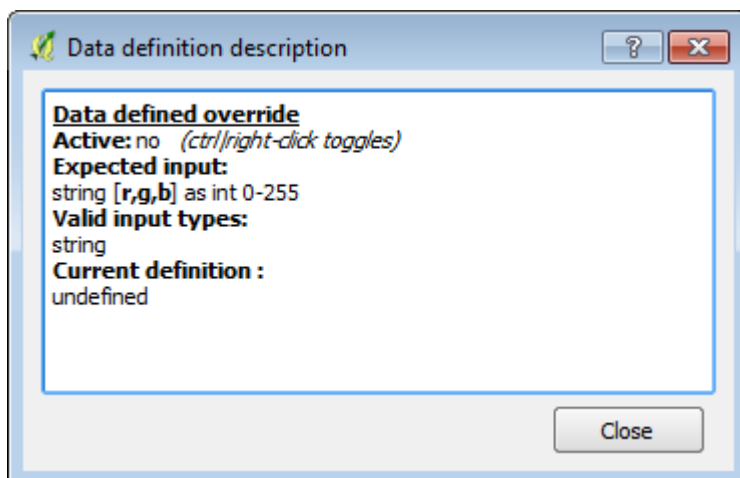 Data definition description
Data defined override
Active: no (ctrl|right-click toggles)
Expected input:
string [r,g,b] as int 0-255
Valid input types:
string
Current definition :
undefined
Close